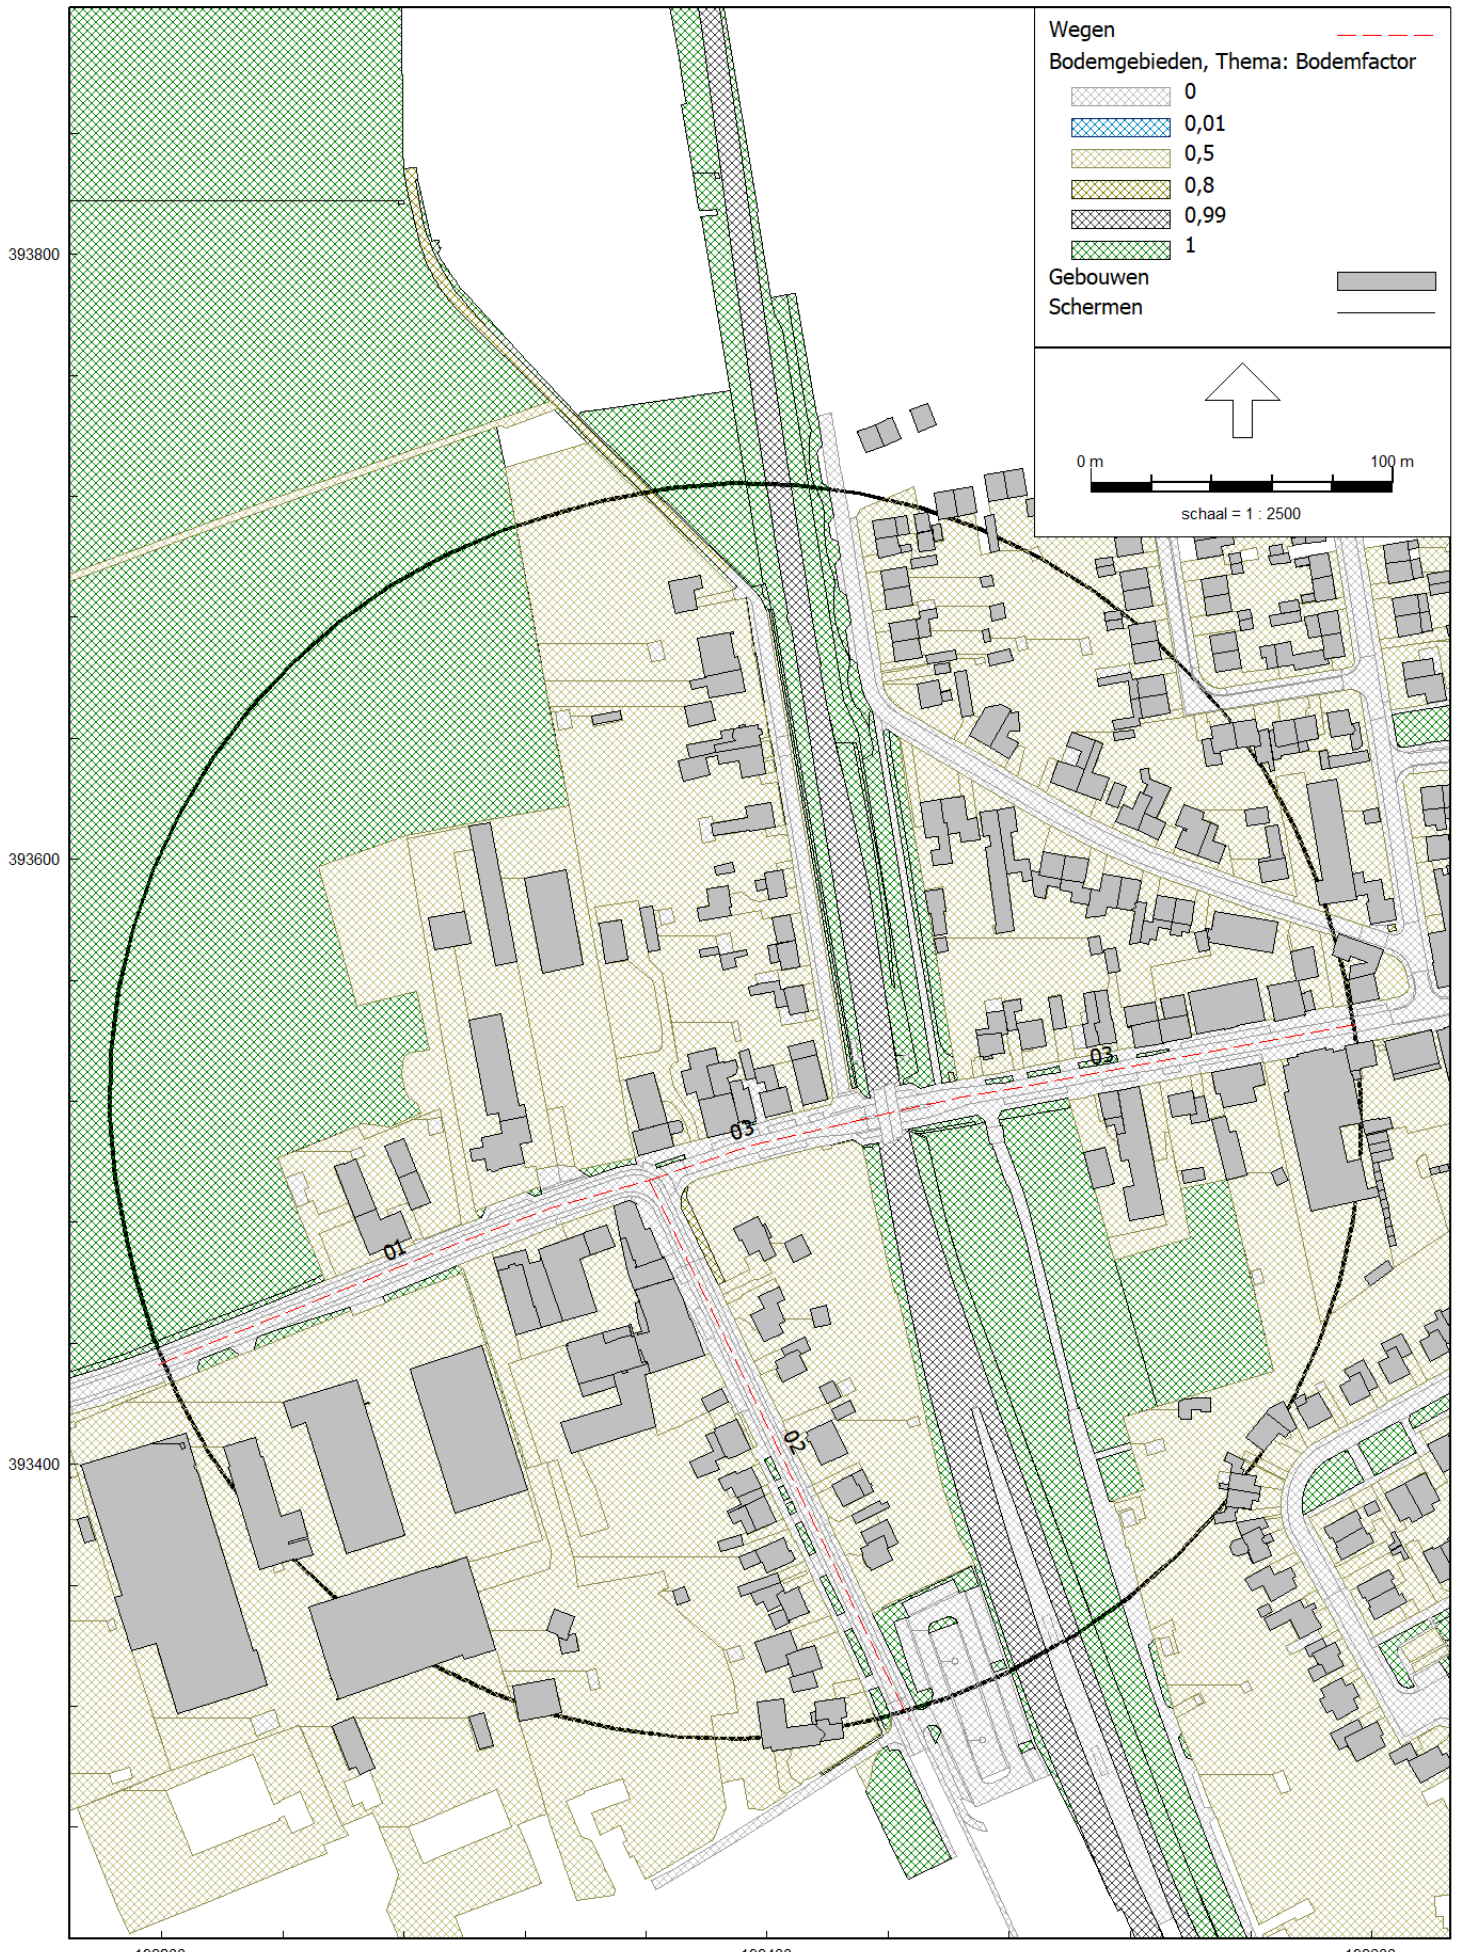 Wegen
Bodemgebieden, Thema: Bodemfactor
0
0,01
0,5
0,8
0,99
1
Gebouwen
Schermen
0 m 100 m
schaal = 1 : 2500
393800
393600
393400
03
03
01
02